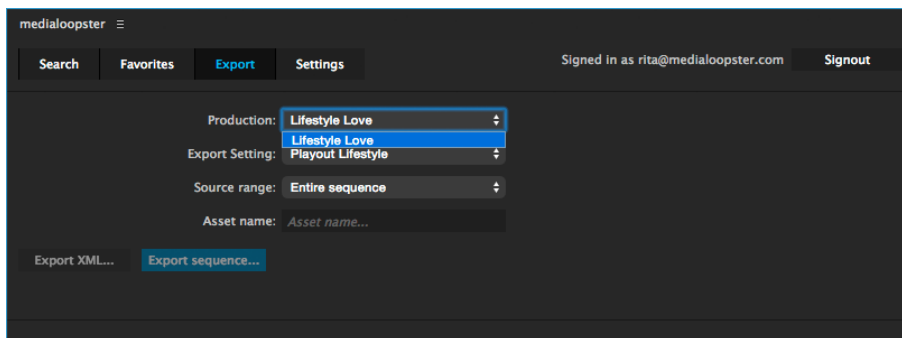 medialoopster ≡
Search Favorites Export Settings Signed in as rita@medialoopster.com Signout
Production: Lifestyle Love
Lifestyle Love
Export Setting: Playout Lifestyle
Source range: Entire sequence
Asset name: Asset name...
Export XML... Export sequence...